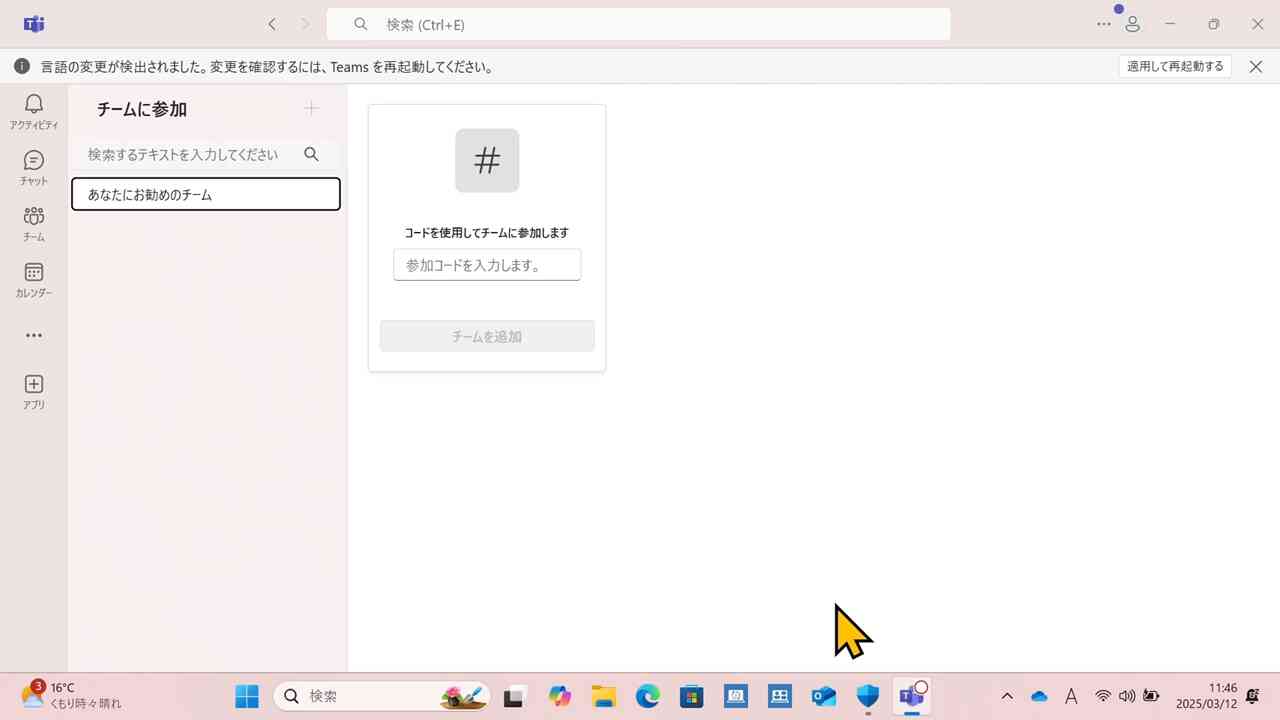 検索 (Ctrl+E)
言語の変更が検出されました。変更を確認するには、Teams を再起動してください。
適用して再起動する
アクティビティ
チャット
チーム
カレンダー
アプリ
チームに参加
検索するテキストを入力してください
あなたにお勧めのチーム
#
コードを使用してチームに参加します
参加コードを入力します。
チームを追加
3
16°C
くもり時々晴れ
検索
A
11:46
2025/03/12